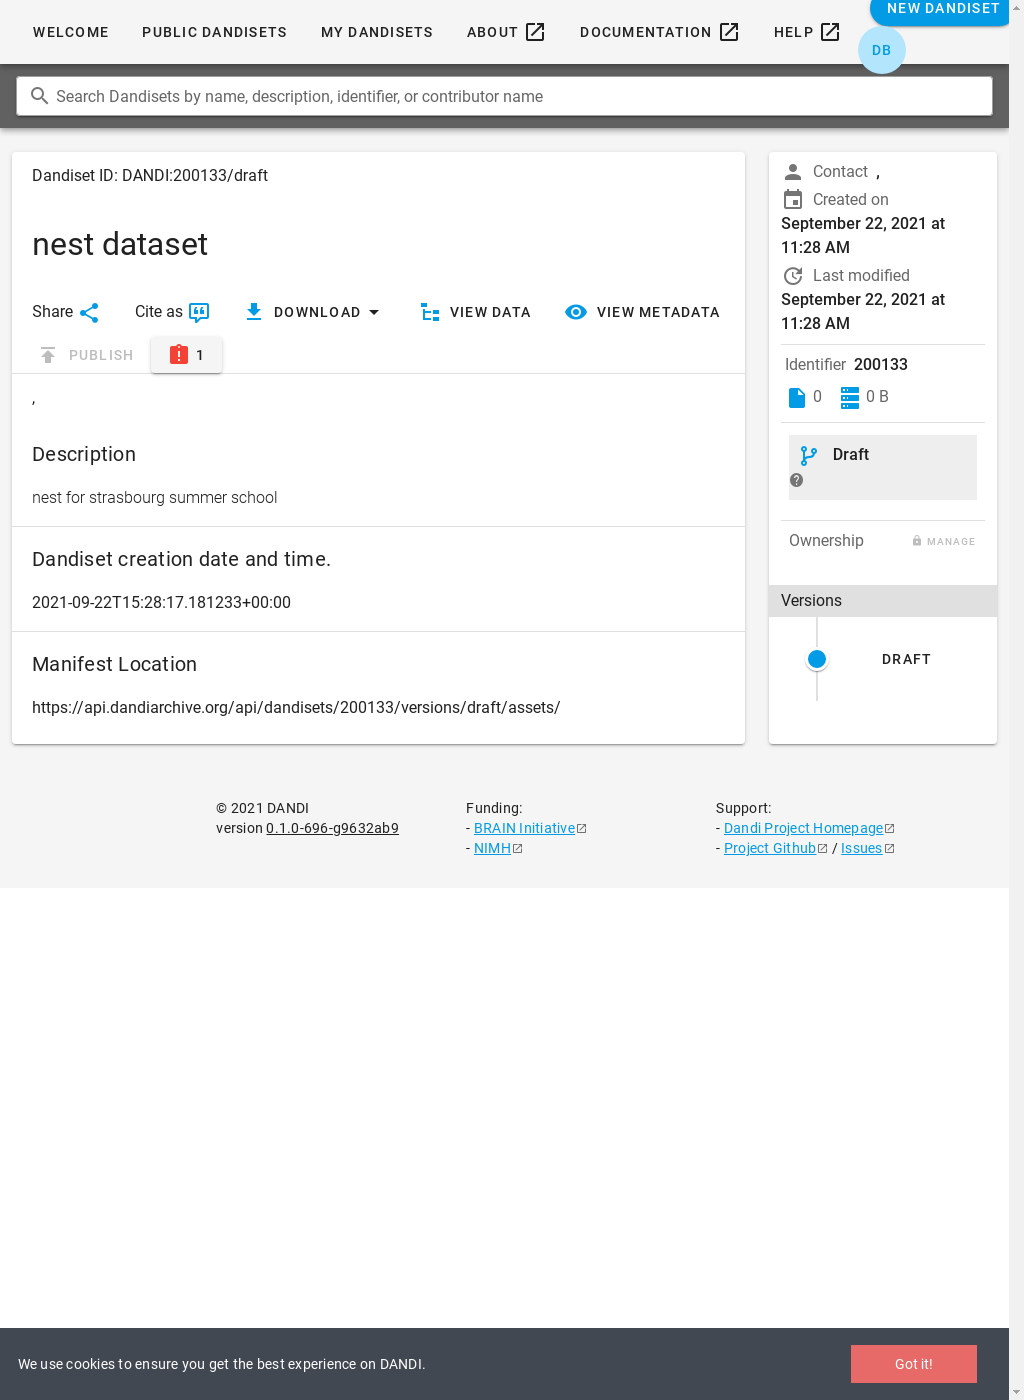 WELCOME PUBLIC DANDISETS MY DANDISETS ABOUT DOCUMENTATION HELP NEW DANDISET
DB
Search Dandisets by name, description, identifier, or contributor name
Dandiset ID: DANDI:200133/draft
nest dataset
Share Cite as DOWNLOAD VIEW DATA VIEW METADATA
PUBLISH 1
,
Description
nest for strasbourg summer school
Dandiset creation date and time.
2021-09-22T15:28:17.181233+00:00
Manifest Location
https://api.dandiarchive.org/api/dandisets/200133/versions/draft/assets/
Contact ,
Created on
September 22, 2021 at
11:28 AM
Last modified
September 22, 2021 at
11:28 AM
Identifier 200133
0 0 B
Draft
Ownership MANAGE
Versions
DRAFT
© 2021 DANDI
version 0.1.0-696-g9632ab9
Funding:
- BRAIN Initiative
- NIMH
Support:
- Dandi Project Homepage
- Project Github / Issues
We use cookies to ensure you get the best experience on DANDI.
Got it!